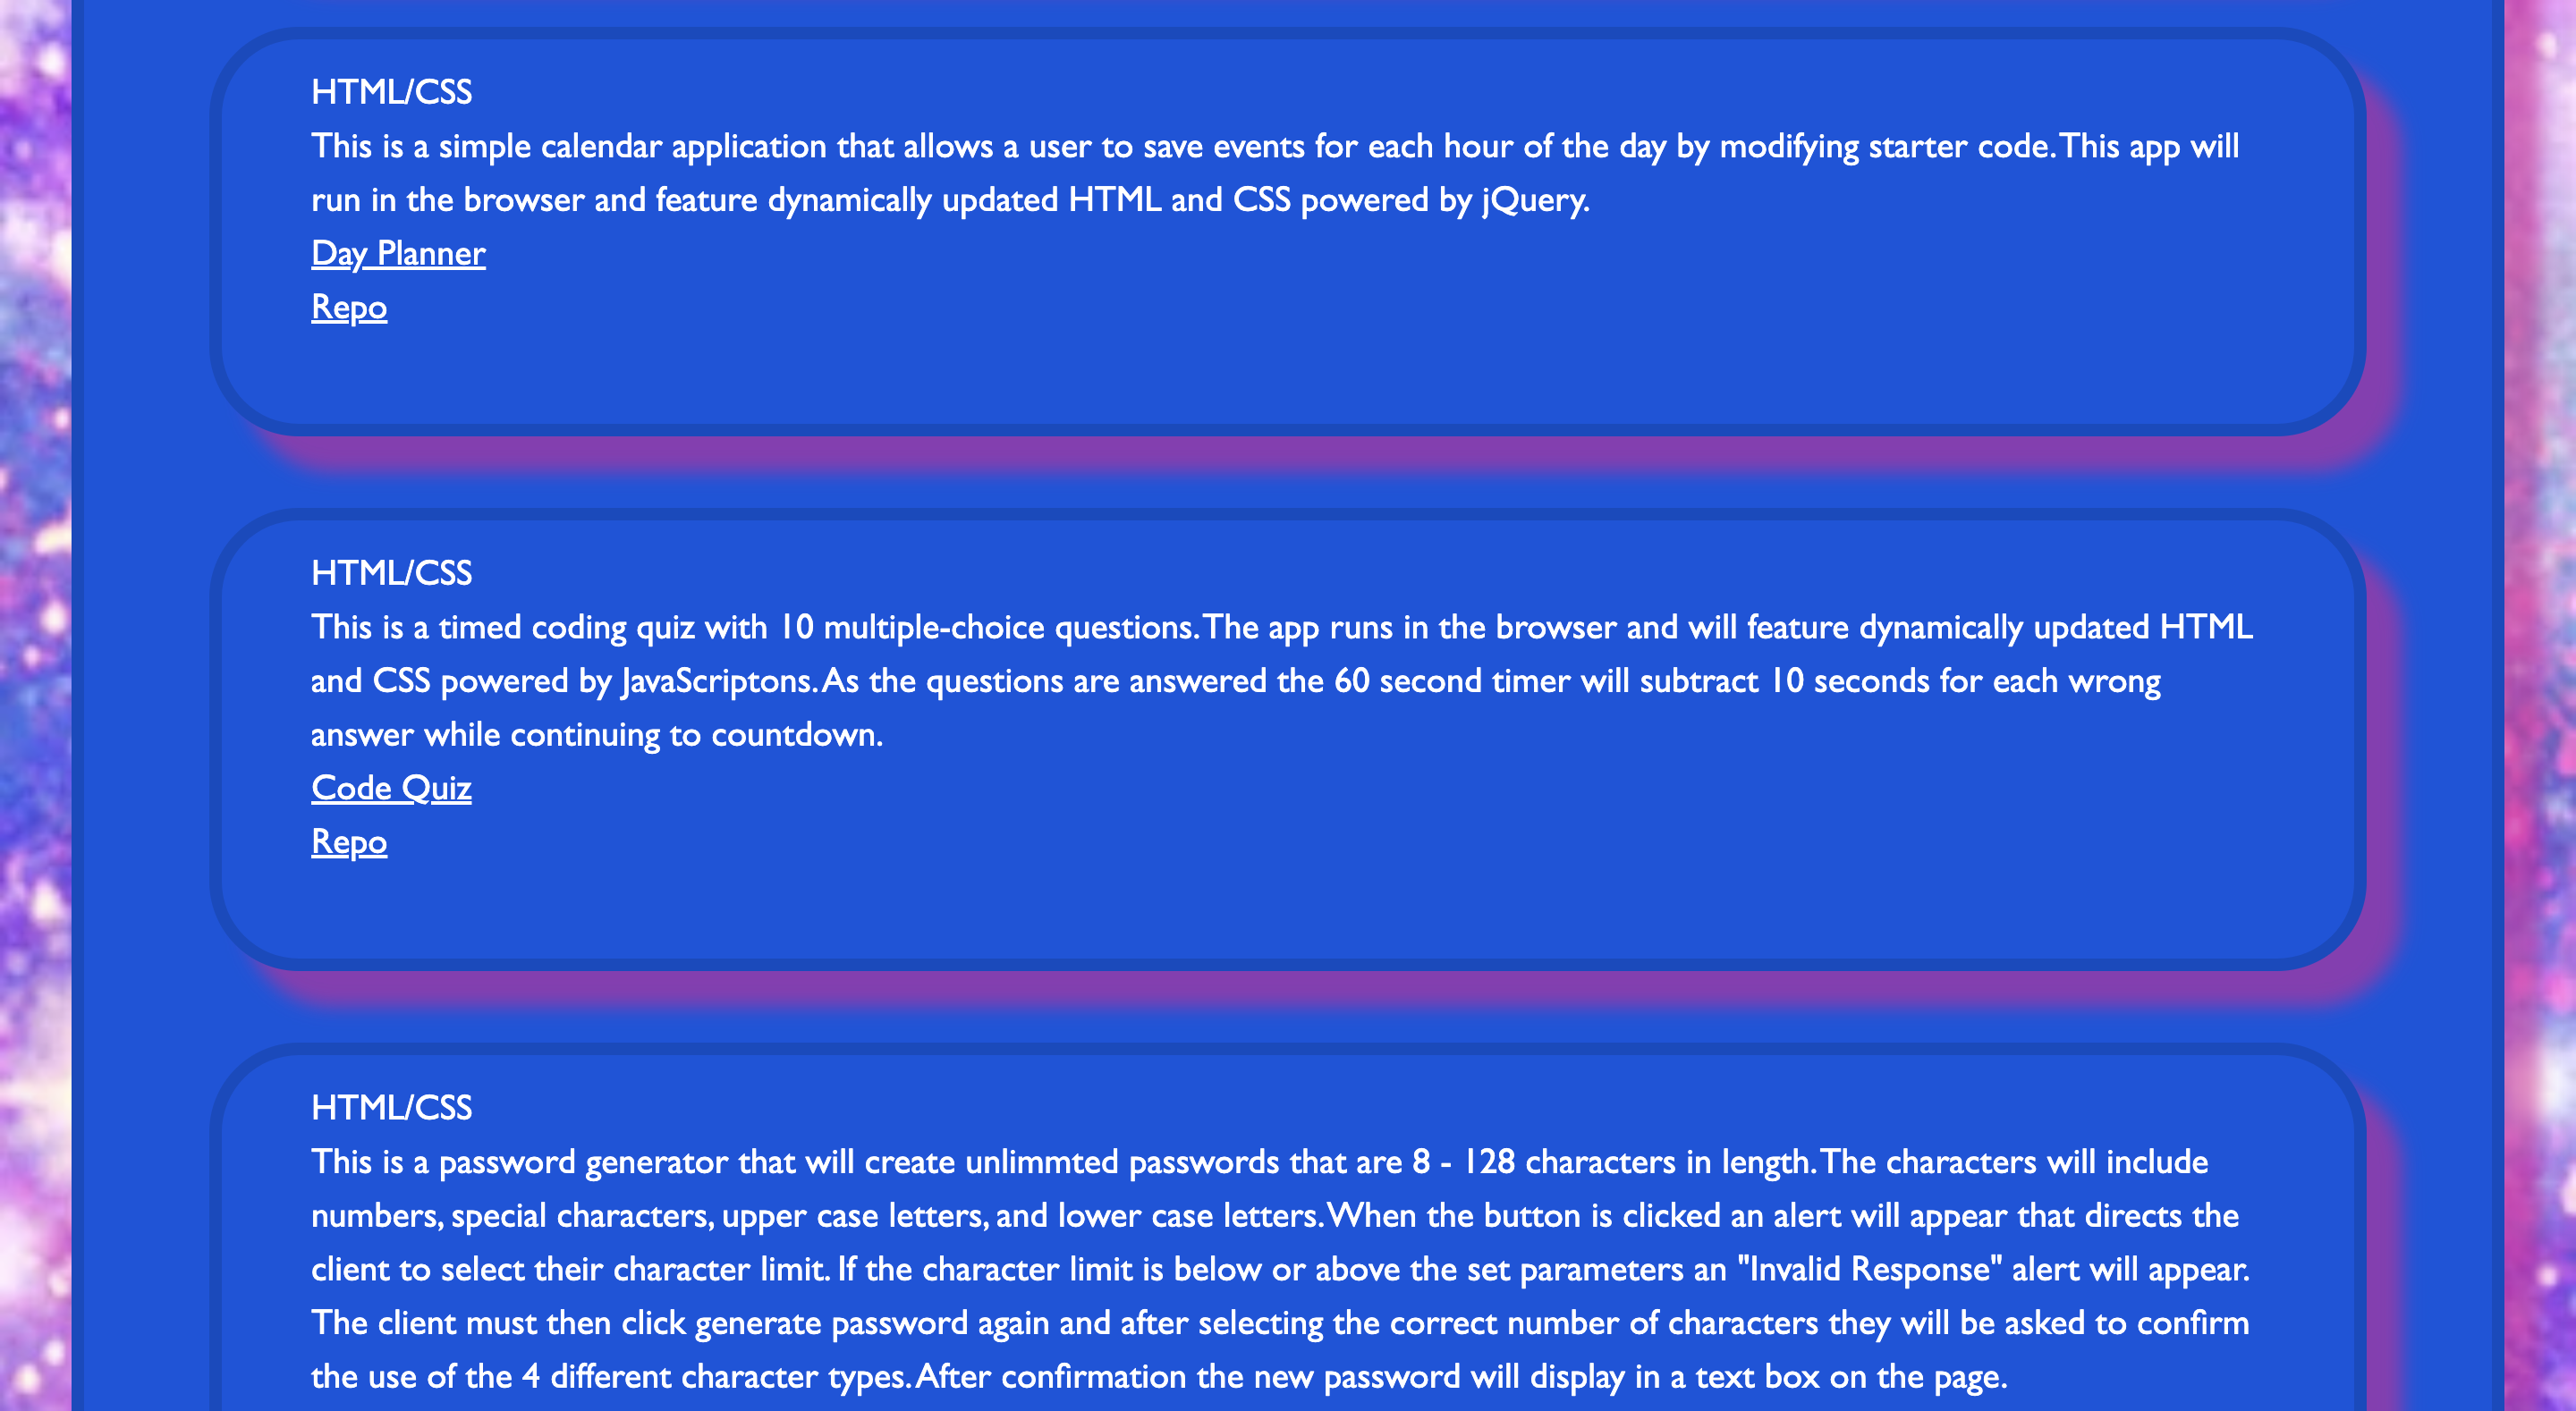 HTML/CSS
This is a simple calendar application that allows a user to save events for each hour of the day by modifying starter code. This app will
run in the browser and feature dynamically updated HTML and CSS powered by jQuery.
Day Planner
Repo
HTML/CSS
This is a timed coding quiz with 10 multiple-choice questions. The app runs in the browser and will feature dynamically updated HTML
and CSS powered by JavaScriptons. As the questions are answered the 60 second timer will subtract 10 seconds for each wrong
answer while continuing to countdown.
Code Quiz
Repo
HTML/CSS
This is a password generator that will create unlimmted passwords that are 8 - 128 characters in length. The characters will include
numbers, special characters, upper case letters, and lower case letters. When the button is clicked an alert will appear that directs the
client to select their character limit. If the character limit is below or above the set parameters an "Invalid Response" alert will appear.
The client must then click generate password again and after selecting the correct number of characters they will be asked to confirm
the use of the 4 different character types. After confirmation the new password will display in a text box on the page.